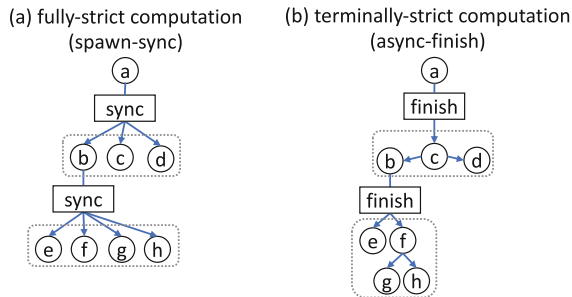 (a) fully-strict computation
(spawn-sync)
a
sync
b c d
sync
e f g h
(b) terminally-strict computation
(async-finish)
a
finish
b c d
finish
e f
g h